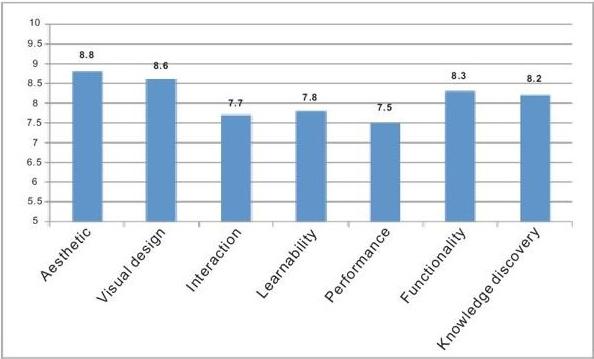 10
9.5
9
8.5
8
7.5
7
6.5
6
5.5
5
8.8
8.6
7.7
7.8
7.5
8.3
8.2
Aesthetic
Visual design
Interaction
Learnability
Performance
Functionality
Knowledge discovery